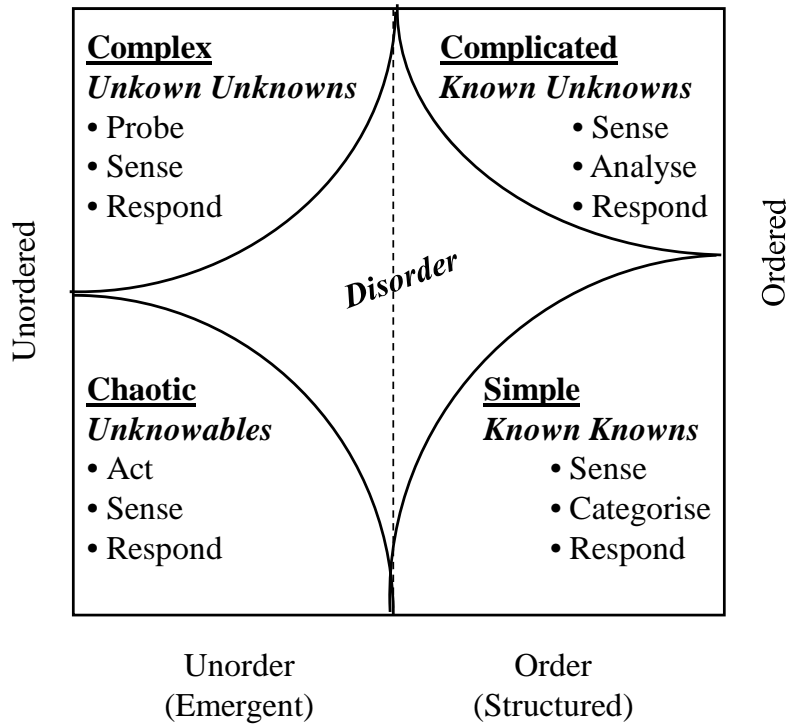 Complex
Unkown Unknowns
• Probe
• Sense
• Respond
Complicated
Known Unknowns
• Sense
• Analyse
• Respond
Unordered
Disorder
Ordered
Chaotic
Unknowables
• Act
• Sense
• Respond
Simple
Known Knowns
• Sense
• Categorise
• Respond
Unorder
(Emergent)
Order
(Structured)